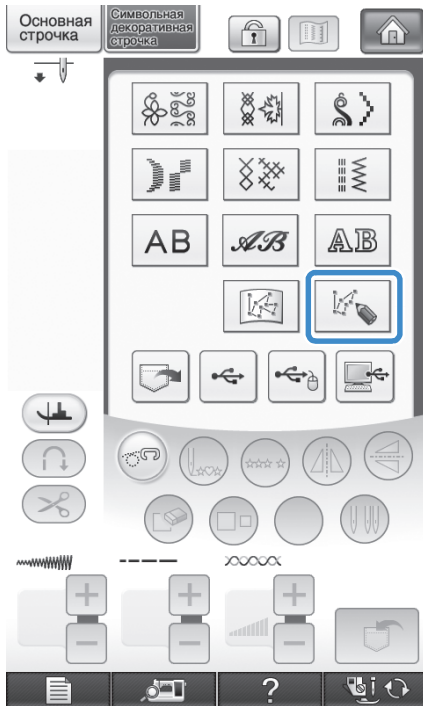 Основная
строчка
Символьная
декоративная
строчка
AB
AB
AB
?